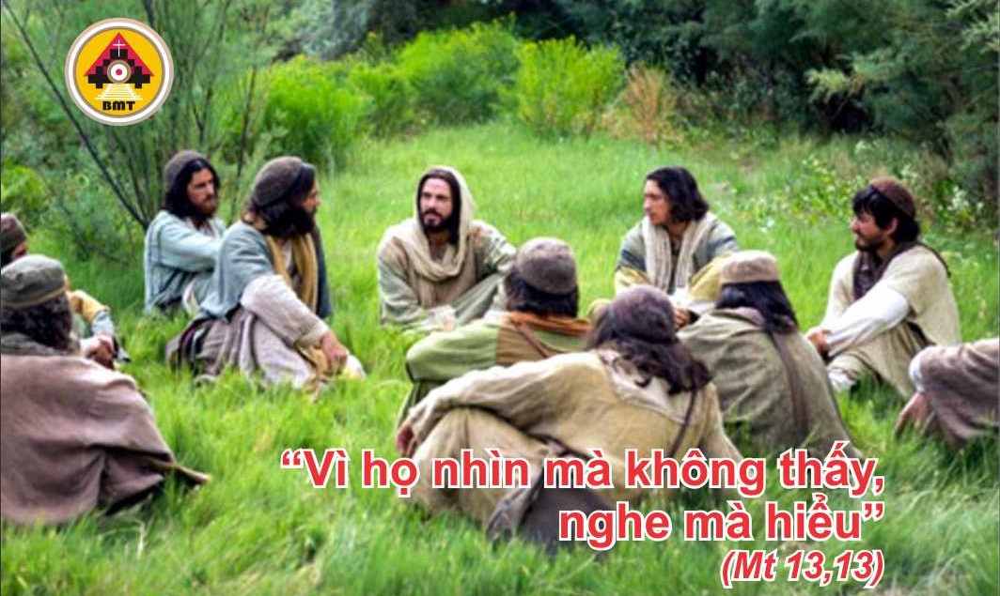 BMT
“Vì họ nhìn mà không thấy,
nghe mà hiểu”
(Mt 13,13)